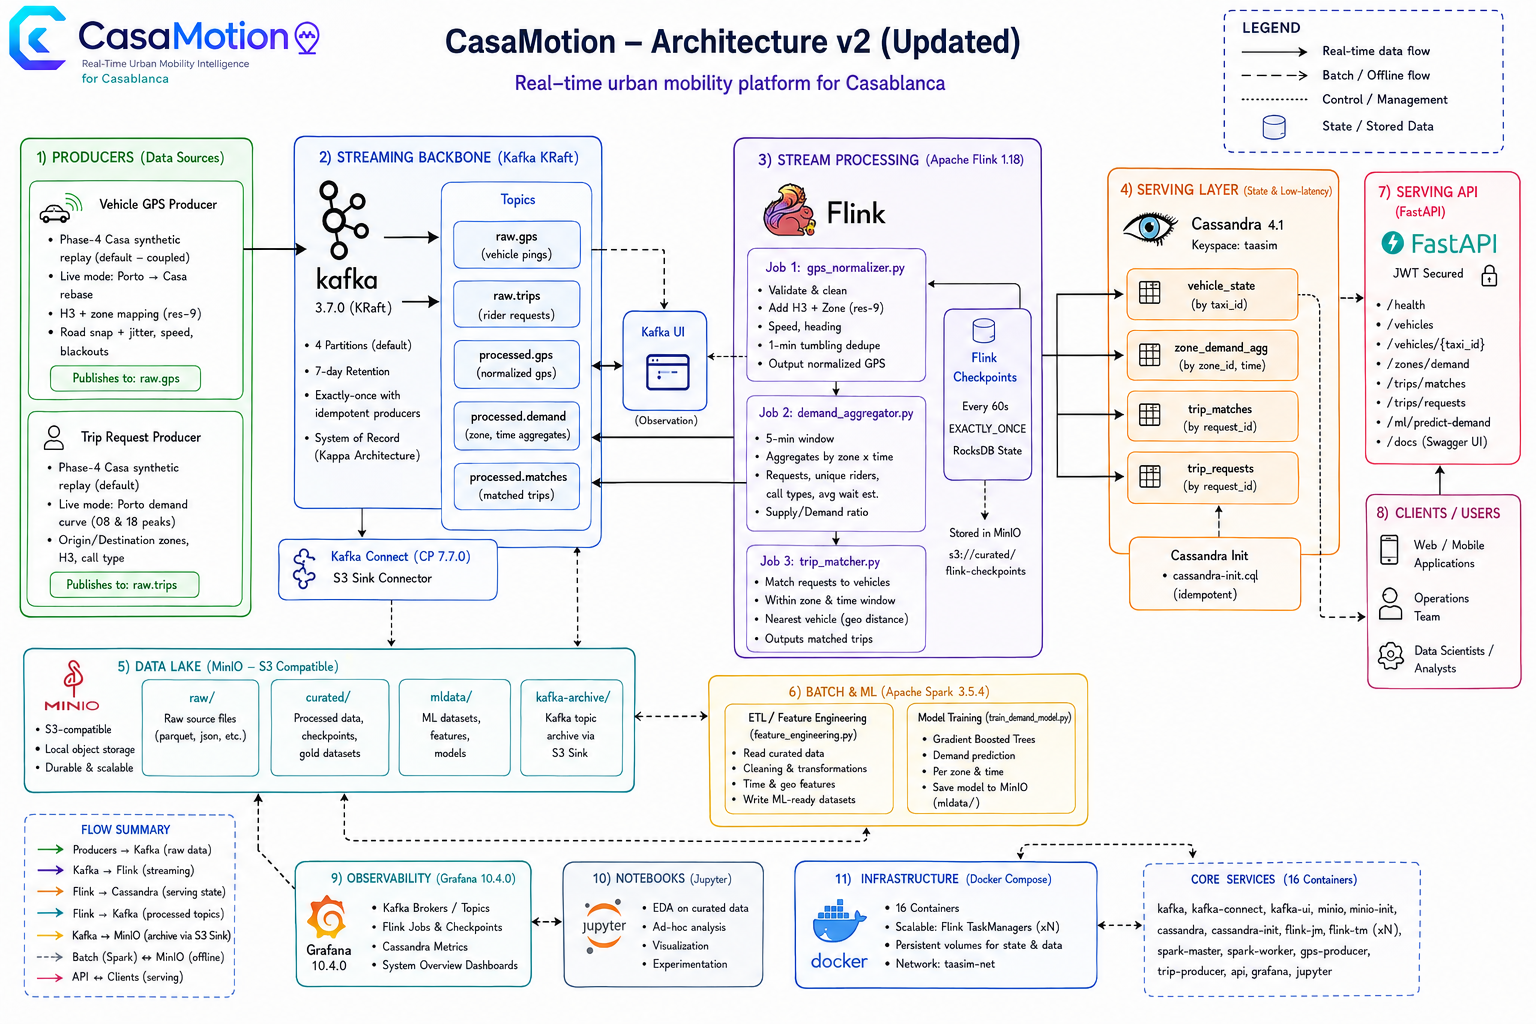 CasaMotion
Real-Time Urban Mobility Intelligence
for Casablanca
CasaMotion – Architecture v2 (Updated)
Real-time urban mobility platform for Casablanca
LEGEND
Real-time data flow
Batch / Offline flow
Control / Management
State / Stored Data
1) PRODUCERS (Data Sources)
Vehicle GPS Producer
• Phase-4 Casa synthetic
replay (default – coupled)
• Live mode: Porto → Casa
rebase
• H3 + zone mapping (res-9)
• Road snap + jitter, speed,
blackouts
Publishes to: raw.gps
Trip Request Producer
• Phase-4 Casa synthetic
replay (default)
• Live mode: Porto demand
curve (08 & 18 peaks)
• Origin/Destination zones,
H3, call type
Publishes to: raw.trips
2) STREAMING BACKBONE (Kafka KRaft)
kafka
3.7.0 (KRaft)
• 4 Partitions (default)
• 7-day Retention
• Exactly-once with
idempotent producers
• System of Record
(Kappa Architecture)
Topics
raw.gps
(vehicle pings)
raw.trips
(rider requests)
processed.gps
(normalized gps)
processed.demand
(zone, time aggregates)
processed.matches
(matched trips)
Kafka UI
(Observation)
Kafka Connect (CP 7.7.0)
S3 Sink Connector
3) STREAM PROCESSING (Apache Flink 1.18)
Flink
Job 1: gps_normalizer.py
• Validate & clean
• Add H3 + Zone (res-9)
• Speed, heading
• 1-min tumbling dedupe
• Output normalized GPS
Job 2: demand_aggregator.py
• 5-min window
• Aggregates by zone x time
• Requests, unique riders,
call types, avg wait est.
• Supply/Demand ratio
Job 3: trip_matcher.py
• Match requests to vehicles
• Within zone & time window
• Nearest vehicle (geo distance)
• Outputs matched trips
Flink
Checkpoints
Every 60s
EXACTLY_ONCE
RocksDB State
Stored in MinIO
s3://curated/
flink-checkpoints
4) SERVING LAYER (State & Low-latency)
Cassandra 4.1
Keyspace: taasim
vehicle_state
(by taxi_id)
zone_demand_agg
(by zone_id, time)
trip_matches
(by request_id)
trip_requests
(by request_id)
Cassandra Init
• cassandra-init.cql
(idempotent)
7) SERVING API
(FastAPI)
FastAPI
JWT Secured
• /health
• /vehicles
• /vehicles/{taxi_id}
• /zones/demand
• /trips/matches
• /trips/requests
• /ml/predict-demand
• /docs (Swagger UI)
8) CLIENTS / USERS
Web / Mobile
Applications
Operations
Team
Data Scientists /
Analysts
5) DATA LAKE (MinIO – S3 Compatible)
MINIO
• S3-compatible
• Local object storage
• Durable & scalable
raw/
Raw source files
(parquet, json, etc.)
curated/
Processed data,
checkpoints,
gold datasets
mldata/
ML datasets,
features,
models
kafka-archive/
Kafka topic
archive via
S3 Sink
6) BATCH & ML (Apache Spark 3.5.4)
ETL / Feature Engineering
(feature_engineering.py)
• Read curated data
• Cleaning & transformations
• Time & geo features
• Write ML-ready datasets
Model Training (train_demand_model.py)
• Gradient Boosted Trees
• Demand prediction
• Per zone & time
• Save model to MinIO
(mldata/)
FLOW SUMMARY
Producers → Kafka (raw data)
Kafka → Flink (streaming)
Flink → Cassandra (serving state)
Flink → Kafka (processed topics)
Kafka → MinIO (archive via S3 Sink)
Batch (Spark) ↔ MinIO (offline)
API ↔ Clients (serving)
9) OBSERVABILITY (Grafana 10.4.0)
Grafana
10.4.0
• Kafka Brokers / Topics
• Flink Jobs & Checkpoints
• Cassandra Metrics
• System Overview Dashboards
10) NOTEBOOKS (Jupyter)
jupyter
• EDA on curated data
• Ad-hoc analysis
• Visualization
• Experimentation
11) INFRASTRUCTURE (Docker Compose)
docker
• 16 Containers
• Scalable: Flink TaskManagers (xN)
• Persistent volumes for state & data
• Network: taasim-net
CORE SERVICES (16 Containers)
kafka, kafka-connect, kafka-ui, minio, minio-init,
cassandra, cassandra-init, flink-jm, flink-tm (xN),
spark-master, spark-worker, gps-producer,
trip-producer, api, grafana, jupyter